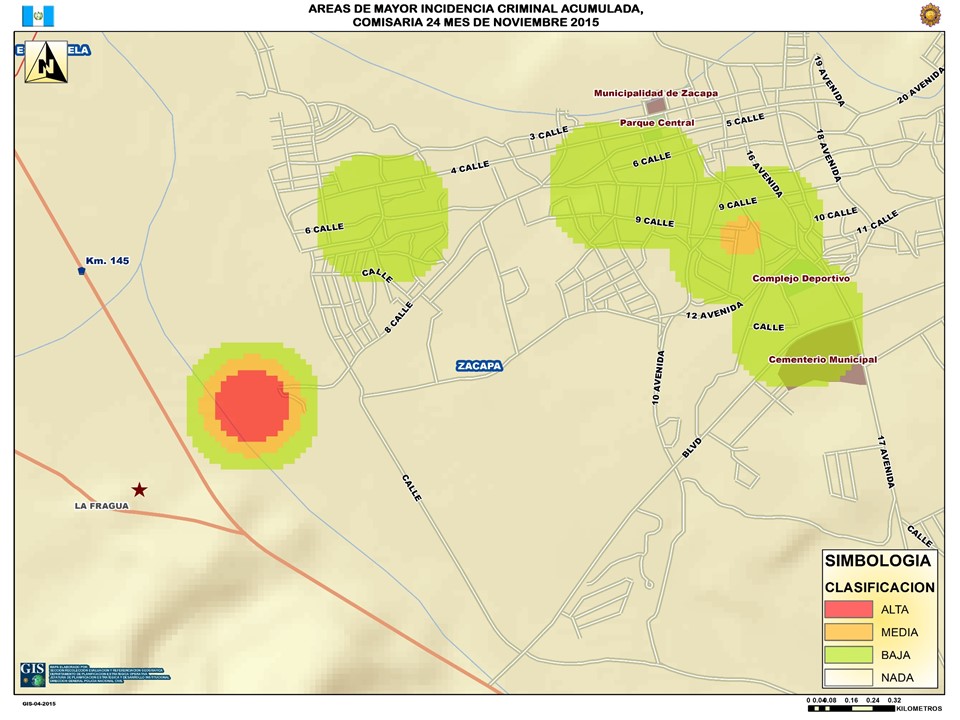 AREAS DE MAYOR INCIDENCIA CRIMINAL ACUMULADA,
COMISARIA 24 MES DE NOVIEMBRE 2015
N
19 AVENIDA
20 AVENIDA
Municipalidad de Zacapa
Parque Central
5 CALLE
3 CALLE
18 AVENIDA
4 CALLE
6 CALLE
16 AVENIDA
9 CALLE
10 CALLE
11 CALLE
9 CALLE
6 CALLE
Km. 145
CALLE
Complejo Deportivo
8 CALLE
12 AVENIDA
CALLE
Cementerio Municipal
ZACAPA
10 AVENIDA
BLVD
17 AVENIDA
CALLE
LA FRAGUA
CALLE
SIMBOLOGIA
CLASIFICACION
ALTA
MEDIA
BAJA
NADA
GIS
GIS-04-2015
0 0.04 0.08 0.16 0.24 0.32
KILOMETROS